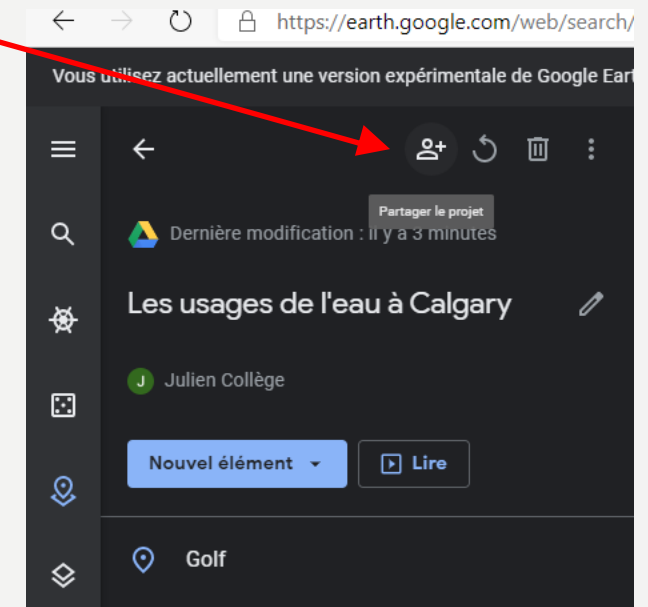 https://earth.google.com/web/search/
Vous utilisez actuellement une version expérimentale de Google Eart
Partager le projet
Dernière modification : il y a 3 minutes
Les usages de l'eau à Calgary
J Julien Collège
Nouvel élément Lire
Golf